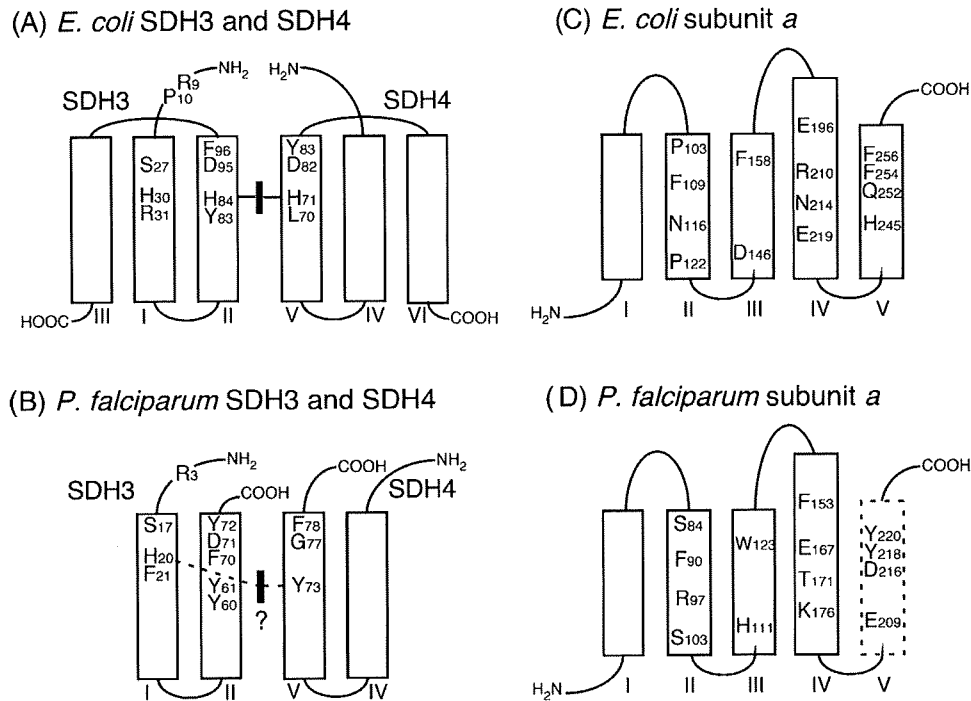 (A) E. coli SDH3 and SDH4
SDH3
R9
P10
NH2
H2N
SDH4
S27
H30
R31
F96
D95
H84
Y83
Y83
D82
H71
L70
HOOC
III
I
II
V
IV
VI
COOH
(B) P. falciparum SDH3 and SDH4
SDH3
R3
NH2
COOH
COOH
NH2
SDH4
S17
H20
F21
Y72
D71
F70
Y61
Y60
?
F78
G77
Y73
I
II
V
IV
(C) E. coli subunit a
COOH
P103
F109
N116
P122
F158
D146
E196
R210
N214
E219
F256
F254
Q252
H245
H2N
I
II
III
IV
V
(D) P. falciparum subunit a
COOH
S84
F90
R97
S103
W123
H111
F153
E167
T171
K176
Y220
Y218
D216
E209
H2N
I
II
III
IV
V